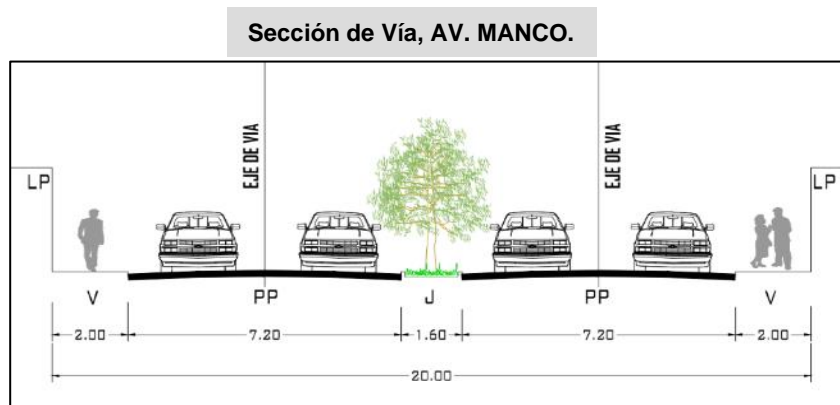 Sección de Vía, AV. MANCO.
EJE DE VIA
EJE DE VIA
LP
LP
V PP J PP V
2.00 7.20 1.60 7.20 2.00
20.00